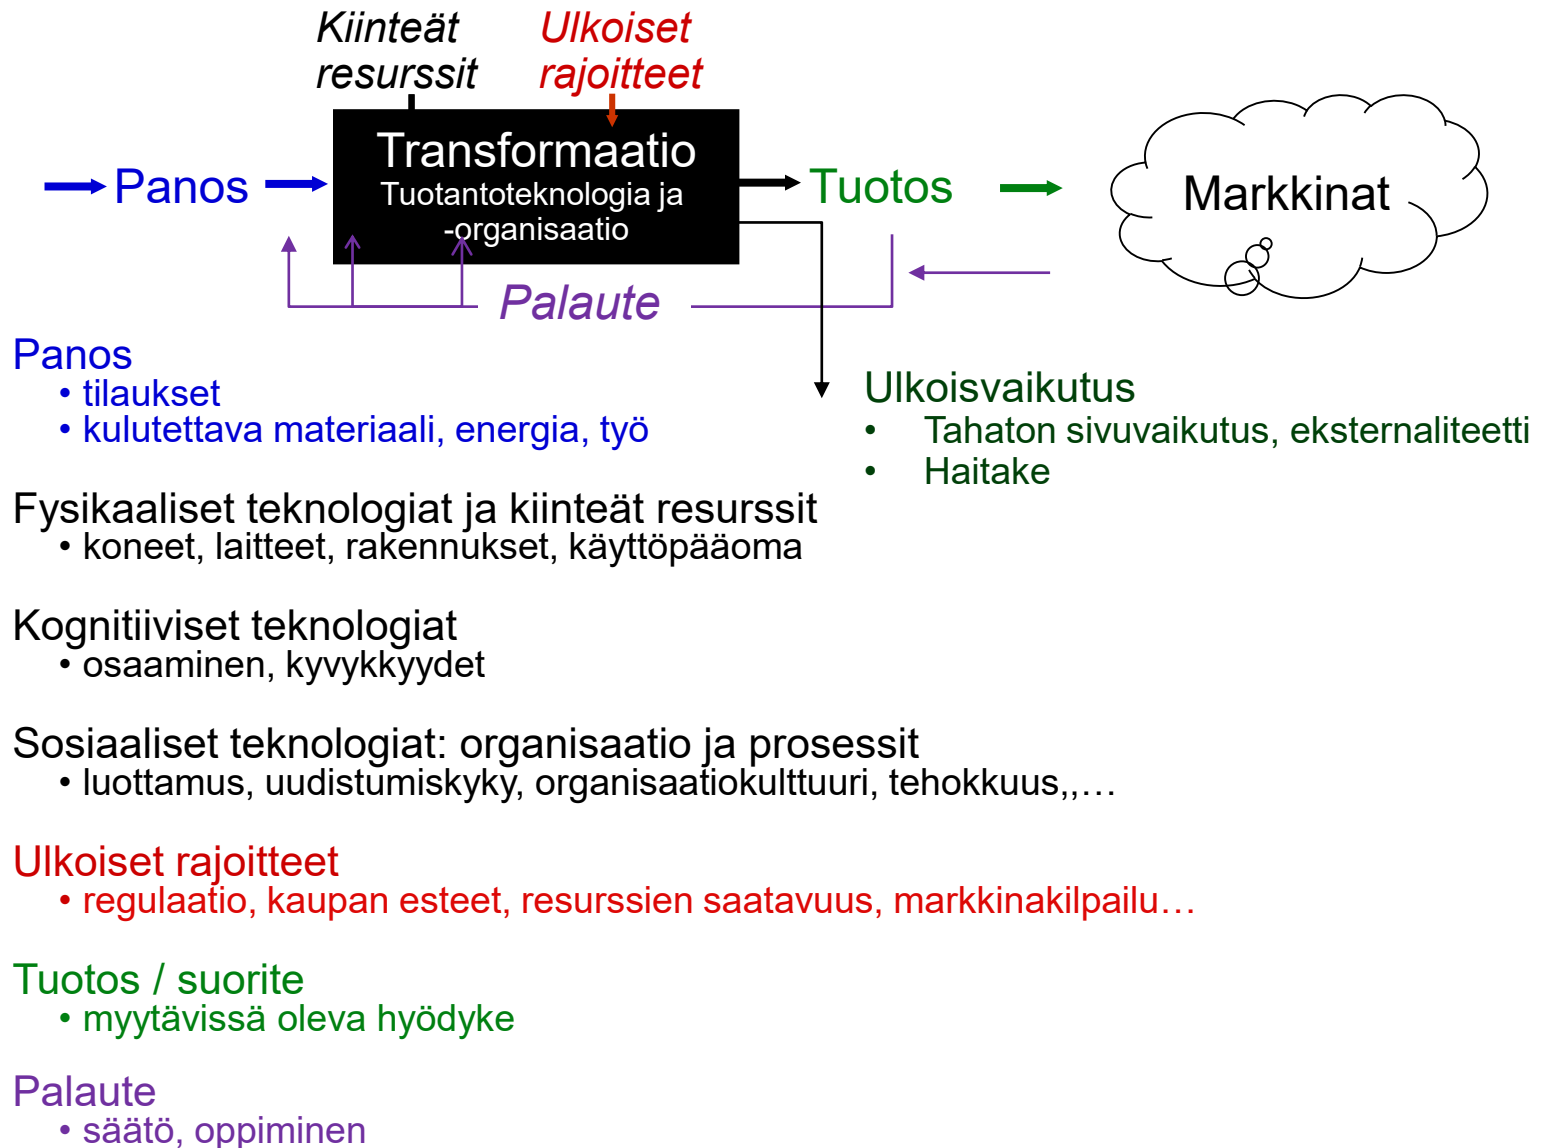 Kiinteät
resurssit
Ulkoiset
rajoitteet
Panos
Transformaatio
Tuotantoteknologia ja
-organisaatio
Tuotos
Markkinat
Palaute
Panos
• tilaukset
• kulutettava materiaali, energia, työ
Ulkoisvaikutus
• Tahaton sivuvaikutus, eksternaliteetti
• Haitake
Fysikaaliset teknologiat ja kiinteät resurssit
• koneet, laitteet, rakennukset, käyttöpääoma
Kognitiiviset teknologiat
• osaaminen, kyvykkyydet
Sosiaaliset teknologiat: organisaatio ja prosessit
• luottamus, uudistumiskyky, organisaatiokulttuuri, tehokkuus,,…
Ulkoiset rajoitteet
• regulaatio, kaupan esteet, resurssien saatavuus, markkinakilpailu…
Tuotos / suorite
• myytävissä oleva hyödyke
Palaute
• säätö, oppiminen